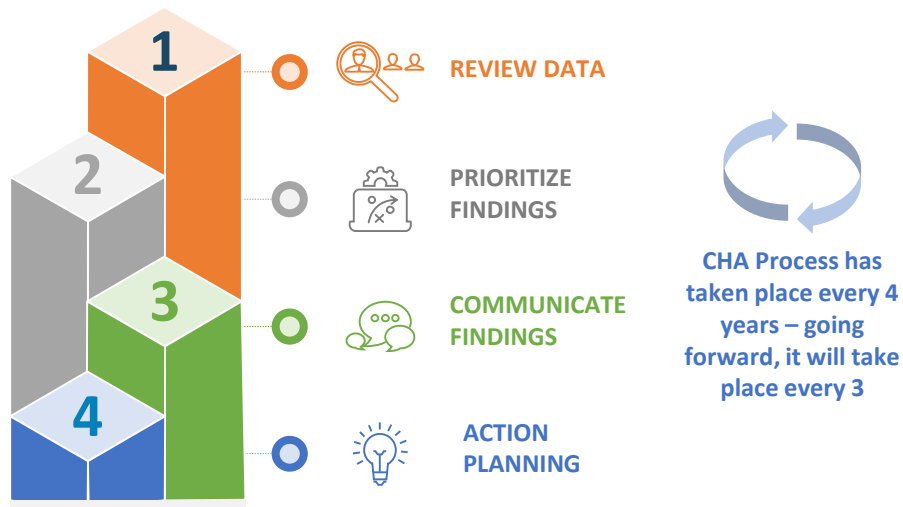 1
REVIEW DATA
2
PRIORITIZE
FINDINGS
3
COMMUNICATE
FINDINGS
4
ACTION
PLANNING
CHA Process has
taken place every 4
years – going
forward, it will take
place every 3